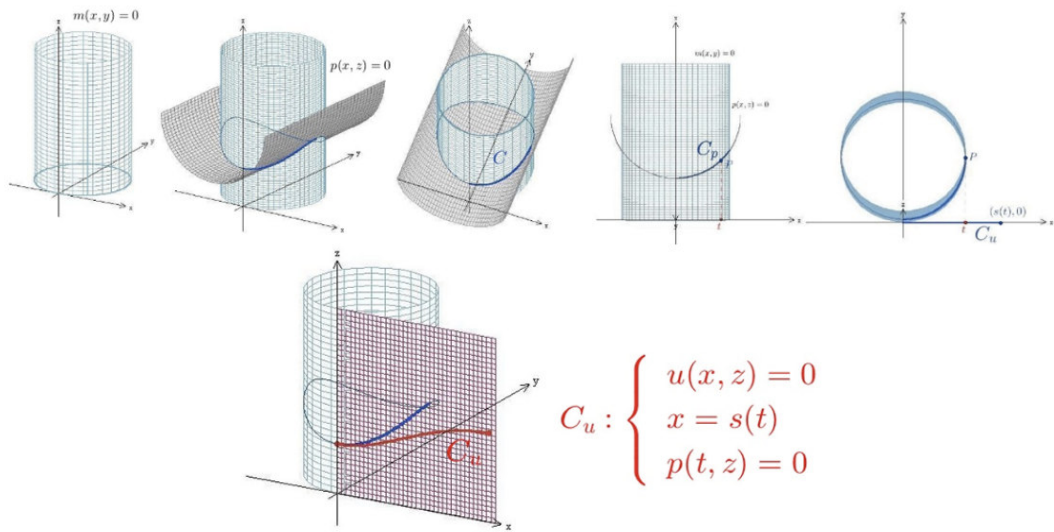 m(x, y) = 0
z
y
x
p(x, z) = 0
z
y
x
z
y
C
x
z
m(x, y) = 0
p(x, z) = 0
C_p
P
x
y
t
y
P
z
(s(t), 0)
x
t
C_u
z
y
C_u
x
C_u : {
u(x, z) = 0
x = s(t)
p(t, z) = 0